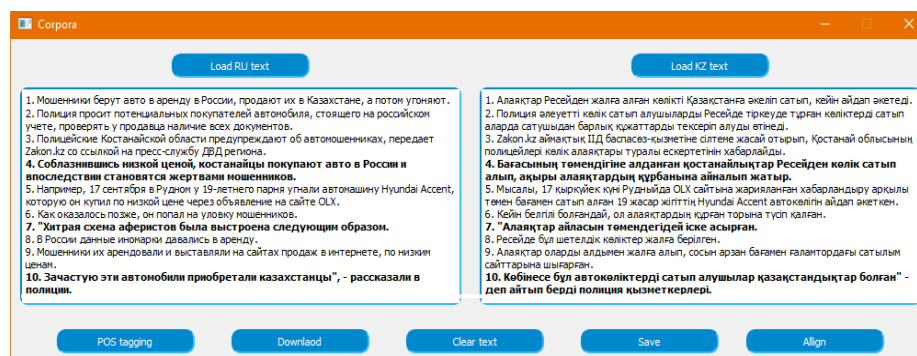 Corpora
Load RU text
Load KZ text
1. Мошенники берут авто в аренду в России, продают их в Казахстане, а потом угоняют.
2. Полиция просит потенциальных покупателей автомобиля, стоящего на российском
учете, проверять у продавца наличие всех документов.
3. Полицейские Костанайской области предупреждают об автомошенниках, передает
Zakon.kz со ссылкой на пресс-службу ДВД региона.
4. Соблазнившись низкой ценой, костанайцы покупают авто в России и
впоследствии становятся жертвами мошенников.
5. Например, 17 сентября в Рудном у 19-летнего парня угнали автомашину Hyundai Accent,
которую он купил по низкой цене через объявление на сайте OLX.
6. Как оказалось позже, он попал на уловку мошенников.
7. "Хитрая схема аферистов была выстроена следующим образом.
8. В России данные иномарки давались в аренду.
9. Мошенники их арендовали и выставляли на сайтах продаж в интернете, по низким
ценам.
10. Зачастую эти автомобили приобретали казахстанцы", - рассказали в
полиции.
1. Алаяқтар Ресейден жалға алған көлікті Қазақстанға әкеліп сатып, кейін айдап әкетеді.
2. Полиция әлеуетті көлік сатып алушыларды Ресейде тіркеуде тұрған көліктерді сатып
аларда сатушыдан барлық құжаттарды тексеріп алуды өтінеді.
3. Zakon.kz айнақтық ІІД баспасөз-қызметіне сілтеме жасай отырып, Қостанай облысының
полицейлері көлік алаяқтары туралы ескертетінін хабарлайды.
4. Бағасының төмендігіне алданған қостанайлықтар Ресейден көлік сатып
алып, ақыры алаяқтардың құрбанына айналып жатыр.
5. Мысалы, 17 қыркүйек күні Рудныйда OLX сайтына жарияланған хабарландыру арқылы
төмен бағамен сатып алған 19 жасар жігіттің Hyundai Accent автокөлігін айдап әкеткен.
6. Кейін белгілі болғандай, ол алаяқтардың құрған торына түсіп қалған.
7. "Алаяқтар айласын төмендегідей іске асырған.
8. Ресейде бұл шетелдік көліктер жалға берілген.
9. Алаяқтар оларды алдымен жалға алып, сосын арзан бағамен ғаламтордағы сатылым
сайттарына шығарған.
10. Көбінесе бұл автокөліктерді сатып алушылар қазақстандықтар болған" -
деп айтып берді полиция қызметкерлері.
POS tagging
Downlaod
Clear text
Save
Allign